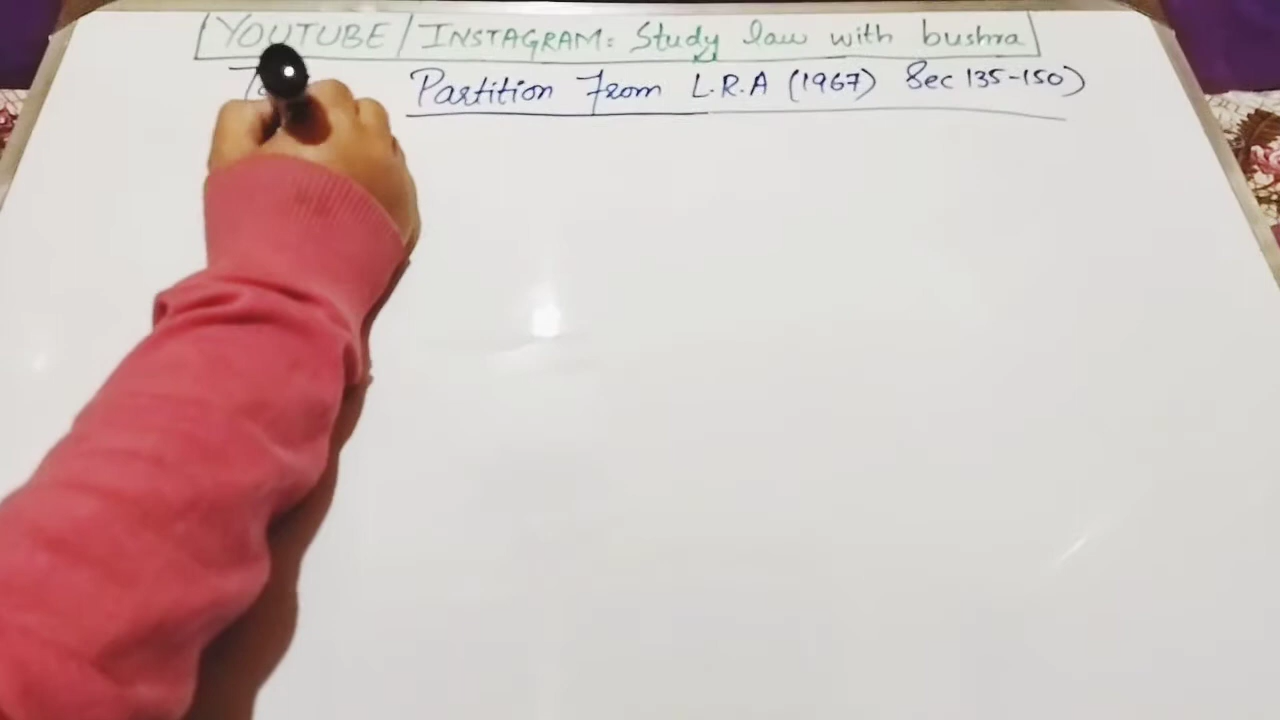 YOUTUBE / INSTAGRAM: Study law with bushra
Partition From L.R.A (1967) Sec 135-150)